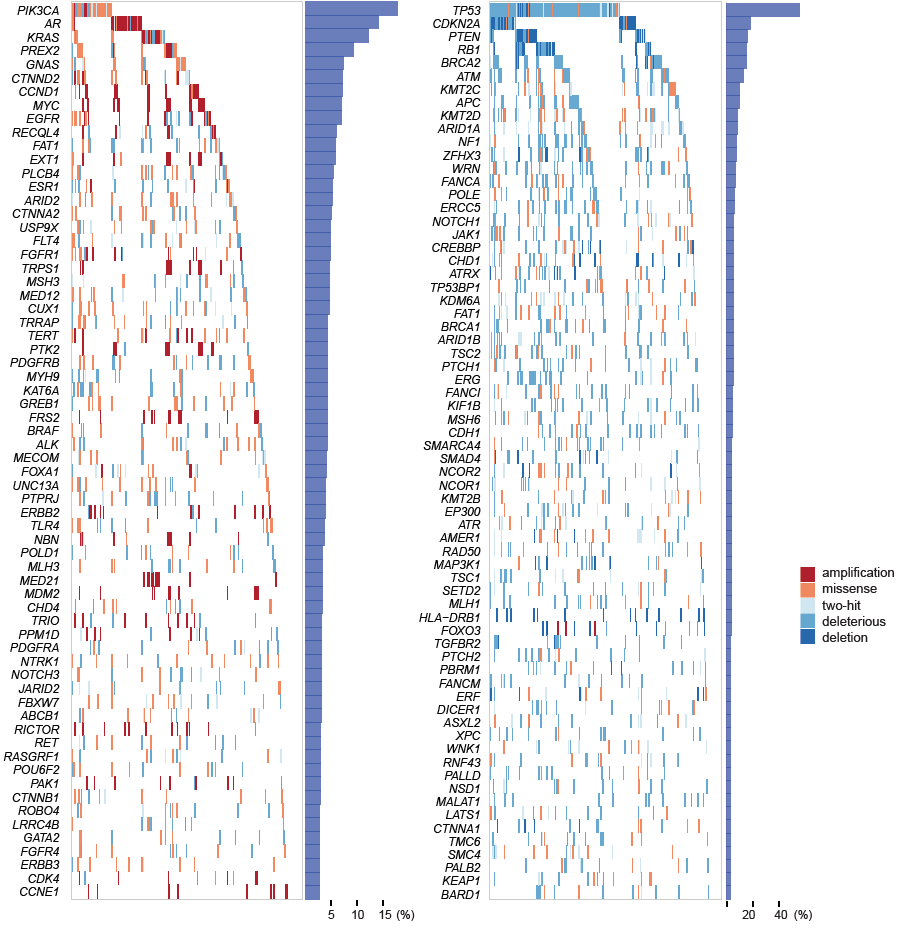 PIK3CA
AR
KRAS
PREX2
GNAS
CTNND2
CCND1
MYC
EGFR
RECQL4
FAT1
EXT1
PLCB4
ESR1
ARID2
CTNNA2
USP9X
FLT4
FGFR1
TRPS1
MSH3
MED12
CUX1
TRRAP
TERT
PTK2
PDGFRB
MYH9
KAT6A
GREB1
FRS2
BRAF
ALK
MECOM
FOXA1
UNC13A
PTPRJ
ERBB2
TLR4
NBN
POLD1
MLH3
MED21
MDM2
CHD4
TRIO
PPM1D
PDGFRA
NTRK1
NOTCH3
JARID2
FBXW7
ABCB1
RICTOR
RET
RASGRF1
POU6F2
PAK1
CTNNB1
ROBO4
LRRC4B
GATA2
FGFR4
ERBB3
CDK4
CCNE1
5 10 15 (%)
TP53
CDKN2A
PTEN
RB1
BRCA2
ATM
KMT2C
APC
KMT2D
ARID1A
NF1
ZFHX3
WRN
FANCA
POLE
ERCC5
NOTCH1
JAK1
CREBBP
CHD1
ATRX
TP53BP1
KDM6A
FAT1
BRCA1
ARID1B
TSC2
PTCH1
ERG
FANCI
KIF1B
MSH6
CDH1
SMARCA4
SMAD4
NCOR2
NCOR1
KMT2B
EP300
ATR
AMER1
RAD50
MAP3K1
TSC1
SETD2
MLH1
HLA−DRB1
FOXO3
TGFBR2
PTCH2
PBRM1
FANCM
ERF
DICER1
ASXL2
XPC
WNK1
RNF43
PALLD
NSD1
MALAT1
LATS1
CTNNA1
TMC6
SMC4
PALB2
KEAP1
BARD1
20 40 (%)
amplification
missense
two-hit
deleterious
deletion